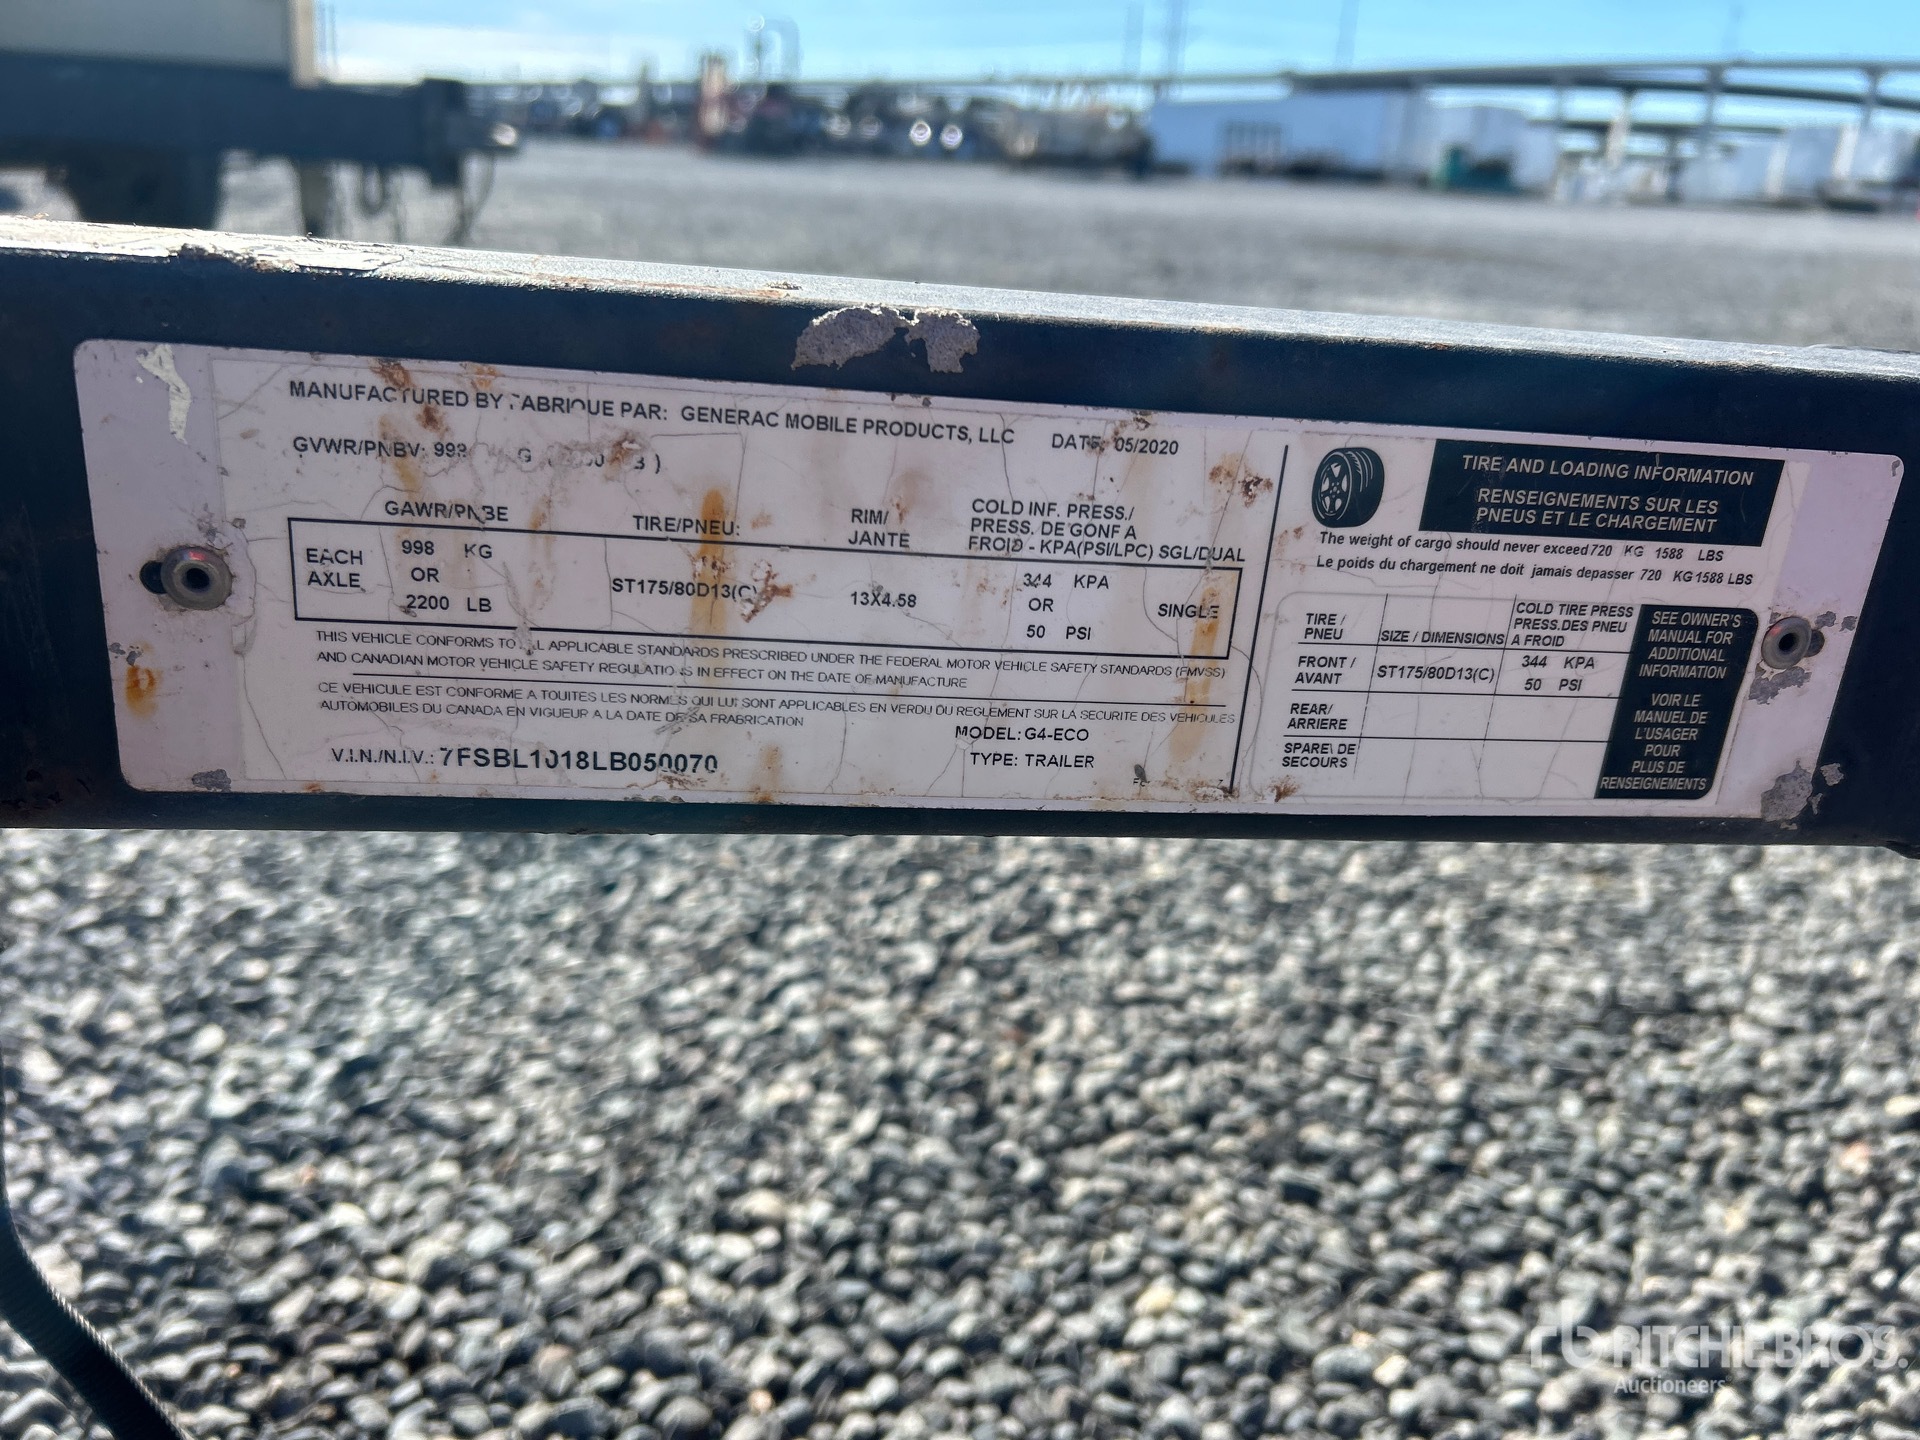 MANUFACTURED BY FABRIQUE PAR: GENERAC MOBILE PRODUCTS, LLC DATE: 05/2020
GVWR/PNBV: 998
GAWR/PNBE TIRE/PNEU: RIM/ JANTE COLD INF. PRESS./ PRESS. DE GONF A FROID - KPA(PSI/LPC) SGL/DUAL
EACH AXLE
998 KG
OR
2200 LB
ST175/80D13(C)
13X4.58
344 KPA
OR
50 PSI
SINGLE
THIS VEHICLE CONFORMS TO ALL APPLICABLE STANDARDS PRESCRIBED UNDER THE FEDERAL MOTOR VEHICLE SAFETY STANDARDS (FMVSS)
AND CANADIAN MOTOR VEHICLE SAFETY REGULATIONS IN EFFECT ON THE DATE OF MANUFACTURE
CE VEHICULE EST CONFORME A TOUITES LES NORMES QUI LUI SONT APPLICABLES EN VERDU DU REGLEMENT SUR LA SECURITE DES VEHICULES
AUTOMOBILES DU CANADA EN VIGUEUR A LA DATE DE SA FRABRICATION
MODEL: G4-ECO
V.I.N./N.I.V.: 7FSBL1018LB050070
TYPE: TRAILER
TIRE AND LOADING INFORMATION
RENSEIGNEMENTS SUR LES
PNEUS ET LE CHARGEMENT
The weight of cargo should never exceed 720 KG 1588 LBS
Le poids du chargement ne doit jamais depasser 720 KG 1588 LBS
TIRE / PNEU
SIZE / DIMENSIONS
COLD TIRE PRESS
PRESS.DES PNEU
A FROID
FRONT / AVANT
ST175/80D13(C)
344 KPA
50 PSI
REAR/ ARRIERE
SPARE\ DE SECOURS
SEE OWNER'S
MANUAL FOR
ADDITIONAL
INFORMATION
VOIR LE
MANUEL DE
L'USAGER
POUR
PLUS DE
RENSEIGNEMENTS
rb RITCHIE BROS.
Auctioneers